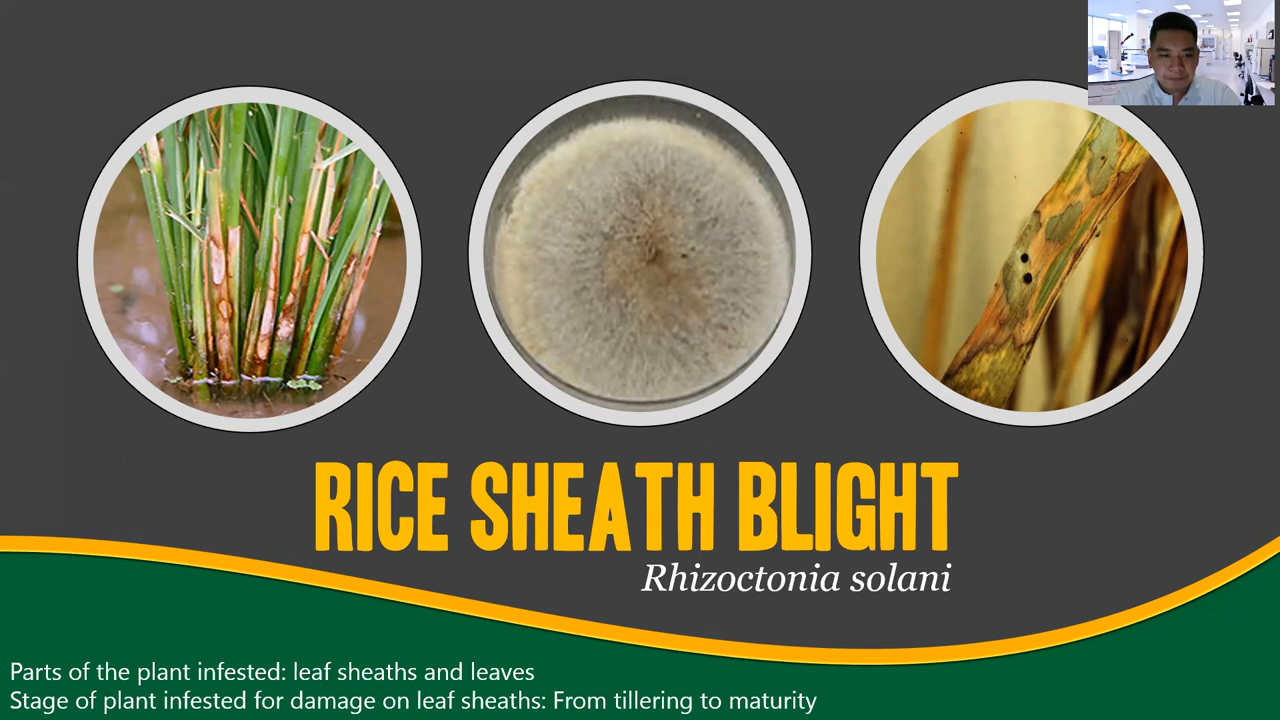 RICE SHEATH BLIGHT
Rhizoctonia solani
Parts of the plant infested: leaf sheaths and leaves
Stage of plant infested for damage on leaf sheaths: From tillering to maturity